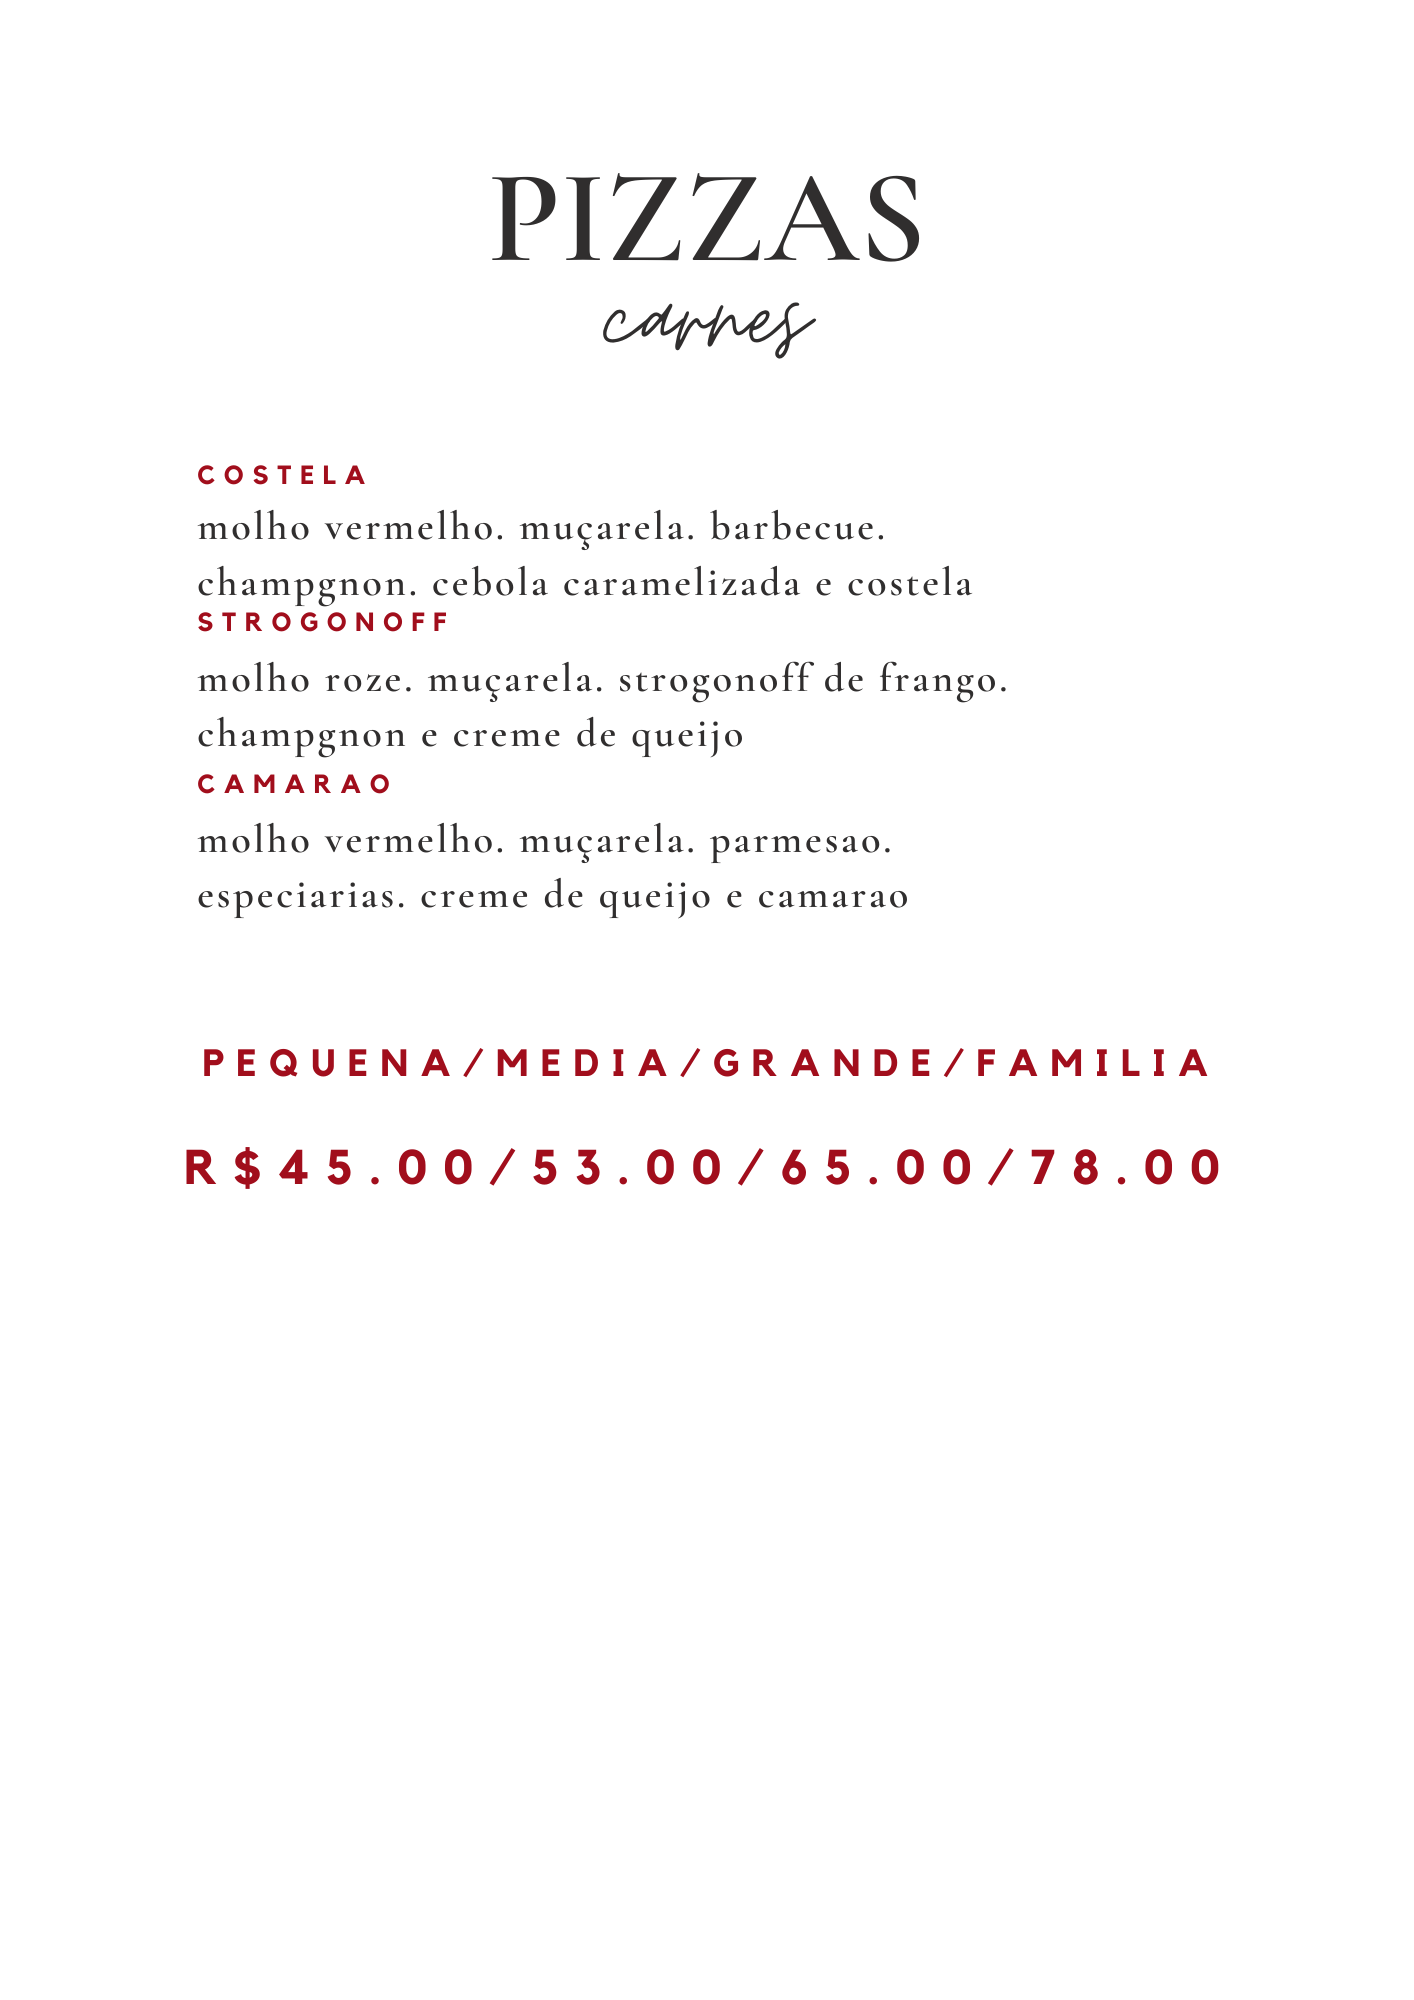 PIZZAS
carnes
COSTELA
molho vermelho. muçarela. barbecue.
champgnon. cebola caramelizada e costela
STROGONOFF
molho roze. muçarela. strogonoff de frango.
champgnon e creme de queijo
CAMARAO
molho vermelho. muçarela. parmesao.
especiarias. creme de queijo e camarao
PEQUENA/MEDIA/GRANDE/FAMILIA
R$45.00/53.00/65.00/78.00